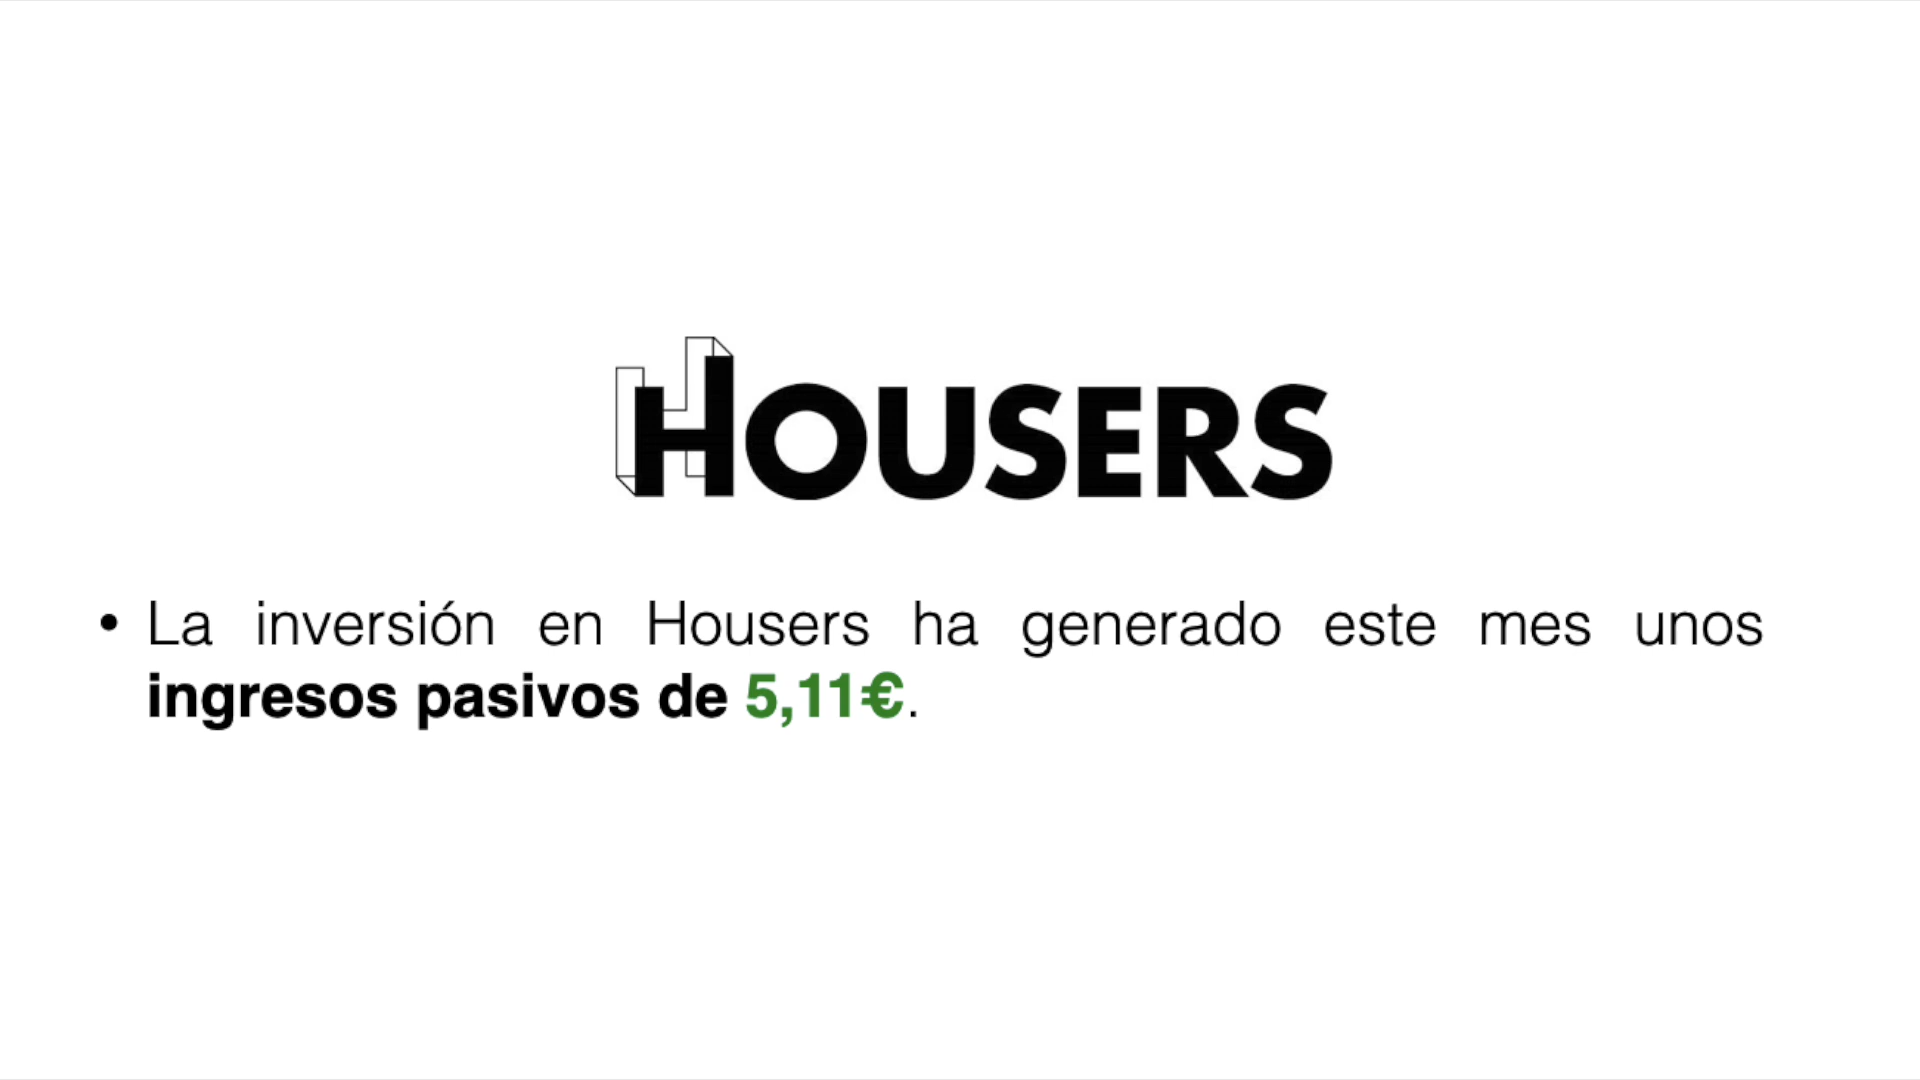 HOUSERS
• La inversión en Housers ha generado este mes unos
ingresos pasivos de 5,11€.